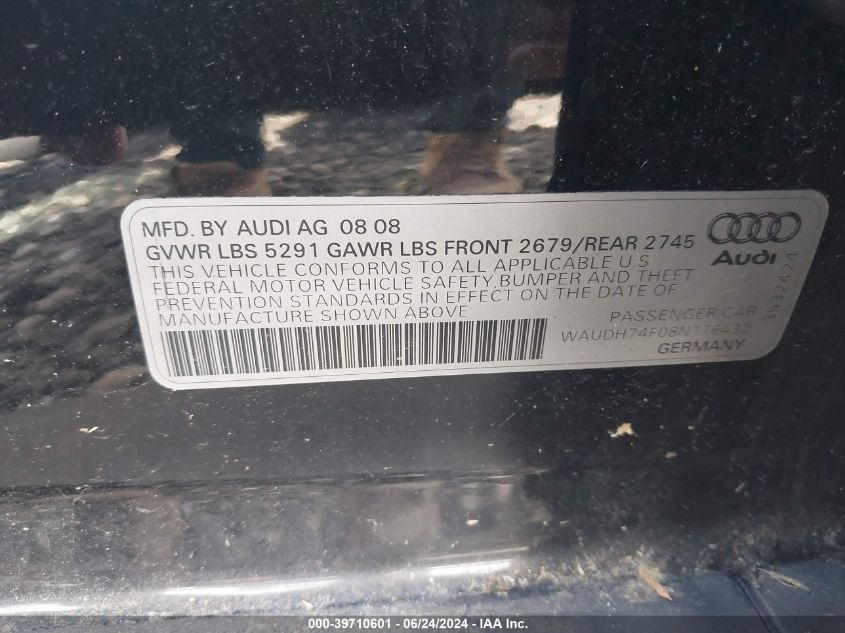 MFD. BY AUDI AG 08 08
GVWR LBS 5291 GAWR LBS FRONT 2679/REAR 2745
THIS VEHICLE CONFORMS TO ALL APPLICABLE U S
FEDERAL MOTOR VEHICLE SAFETY, BUMPER AND THEFT
PREVENTION STANDARDS IN EFFECT ON THE DATE OF
MANUFACTURE SHOWN ABOVE
PASSENGER CAR
WAUDH74F08N176432
GERMANY
Audi
3532424
000-39710601 / 06/24/2024 / IAA, Inc.